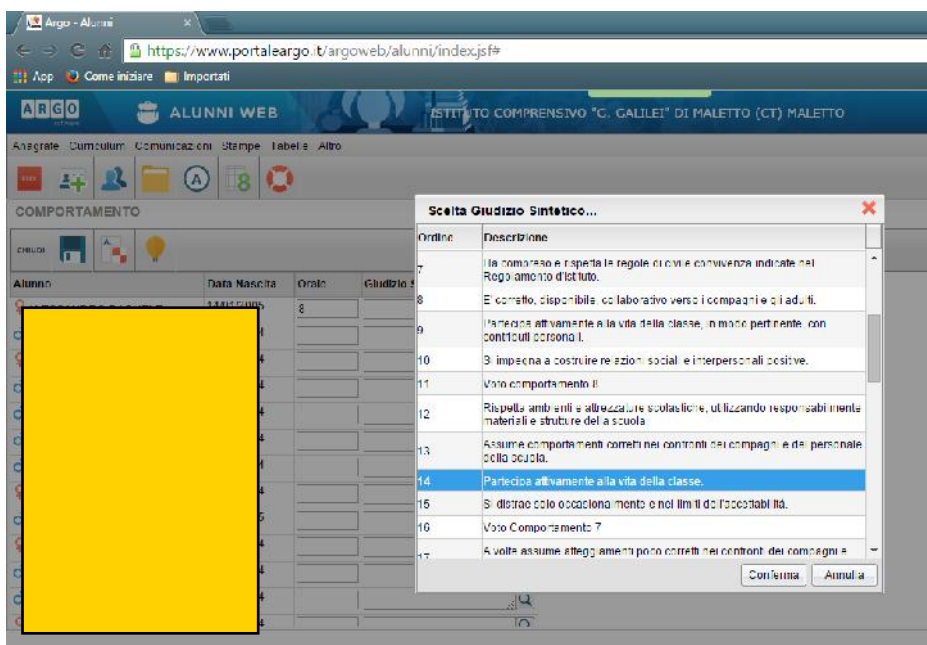 Argo - Alunni
https://www.portaleargo.it/argoweb/alunni/index.jsf#
App Come iniziare Importati
ARGO
software
ALUNNI WEB
ISTITUTO COMPRENSIVO "G. GALILEI" DI MALETTO (CT) MALETTO
Anagrafe Curriculum Comunicazioni Stampe Tabelle Altro
A
8
COMPORTAMENTO
CHIUDI
Alunno Data Nascita Orale Giudizio S
8
Scelta Giudizio Sintetico...
Ordine Descrizione
7 Ha compreso e rispetta le regole di civile convivenza indicate nel
Regolamento d'istituto.
8 E' corretto, disponibile, collaborativo verso i compagni e gli adulti.
9 Partecipa attivamente alla vita della classe, in modo pertinente, con
contributi personali.
10 Si impegna a costruire relazioni sociali e interpersonali positive.
11 Voto comportamento 8
12 Rispetta ambienti e attrezzature scolastiche, utilizzando responsabilmente
materiali e strutture della scuola
13 Assume comportamenti corretti nei confronti dei compagni e del personale
della scuola.
14 Partecipa attivamente alla vita della classe.
15 Si distrae solo occasionalmente e nei limiti dell'accettabilità.
16 Voto Comportamento 7
17 A volte assume atteggiamenti poco corretti nei confronti dei compagni e
Conferma Annulla